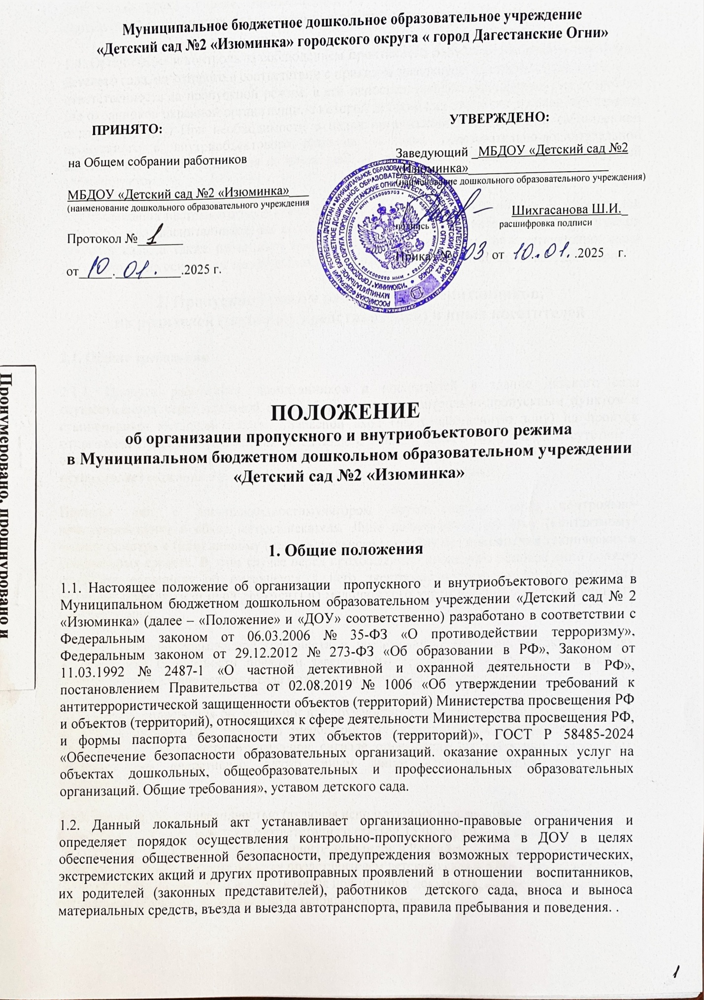 Муниципальное бюджетное дошкольное образовательное учреждение
«Детский сад №2 «Изюминка» городского округа « город Дагестанские Огни»
ПРИНЯТО:
на Общем собрании работников
МБДОУ «Детский сад №2 «Изюминка»___
(наименование дошкольного образовательного учреждения
Протокол № 1
от 10 . 01. .2025 г.
УТВЕРЖДЕНО:
Заведующий _МБДОУ «Детский сад №2
«Изюминка»
(наименование дошкольного образовательного учреждения)
Шихгасанова Ш.И._
подпись расшифровка подписи
Приказ № 03 от 10.01. .2025 г.
Пронумеровано, прошнуровано и
ПОЛОЖЕНИЕ
об организации пропускного и внутриобъектового режима
в Муниципальном бюджетном дошкольном образовательном учреждении
«Детский сад №2 «Изюминка»
1. Общие положения
1.1. Настоящее положение об организации пропускного и внутриобъектового режима в
Муниципальном бюджетном дошкольном образовательном учреждении «Детский сад № 2
«Изюминка» (далее – «Положение» и «ДОУ» соответственно) разработано в соответствии с
Федеральным законом от 06.03.2006 № 35-ФЗ «О противодействии терроризму»,
Федеральным законом от 29.12.2012 № 273-ФЗ «Об образовании в РФ», Законом от
11.03.1992 № 2487-1 «О частной детективной и охранной деятельности в РФ»,
постановлением Правительства от 02.08.2019 № 1006 «Об утверждении требований к
антитеррористической защищенности объектов (территорий) Министерства просвещения РФ
и объектов (территорий), относящихся к сфере деятельности Министерства просвещения РФ,
и формы паспорта безопасности этих объектов (территорий)», ГОСТ Р 58485-2024
«Обеспечение безопасности образовательных организаций. оказание охранных услуг на
объектах дошкольных, общеобразовательных и профессиональных образовательных
организаций. Общие требования», уставом детского сада.
1.2. Данный локальный акт устанавливает организационно-правовые ограничения и
определяет порядок осуществления контрольно-пропускного режима в ДОУ в целях
обеспечения общественной безопасности, предупреждения возможных террористических,
экстремистских акций и других противоправных проявлений в отношении воспитанников,
их родителей (законных представителей), работников детского сада, вноса и выноса
материальных средств, въезда и выезда автотранспорта, правила пребывания и поведения. .
1